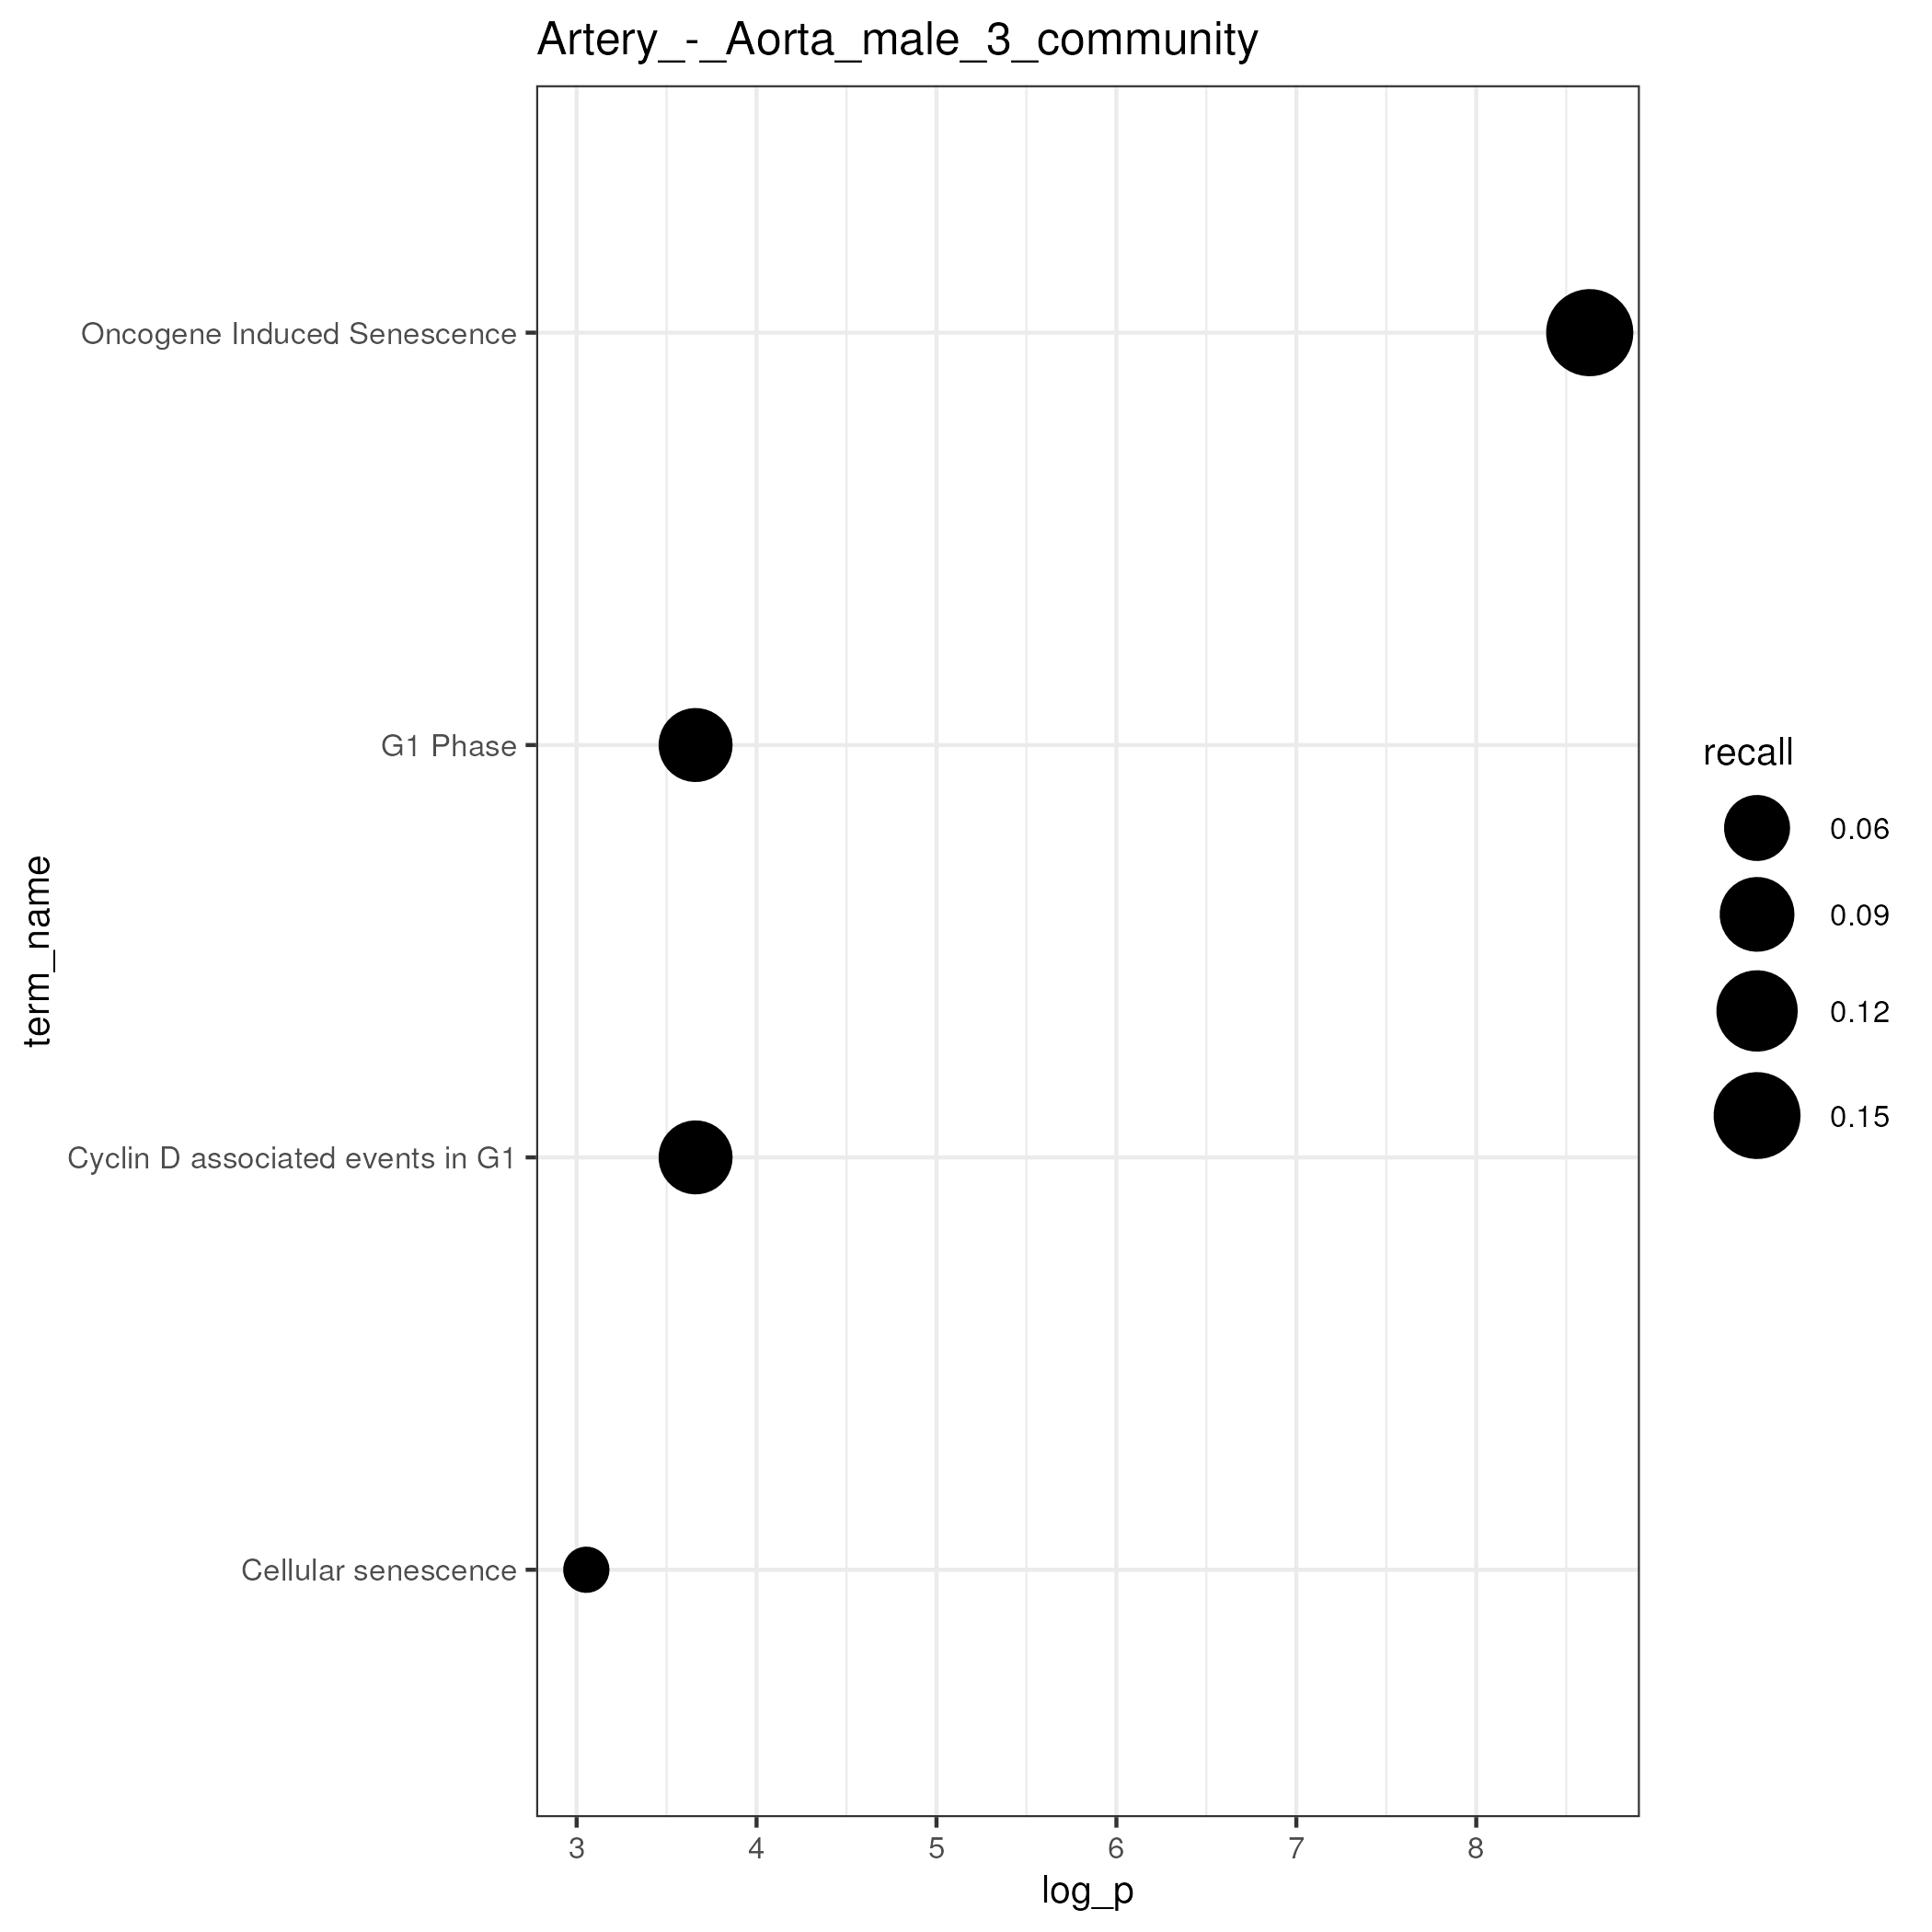 Artery_-_Aorta_male_3_community
term_name
Oncogene Induced Senescence
G1 Phase
Cyclin D associated events in G1
Cellular senescence
3 4 5 6 7 8
log_p
recall
0.06
0.09
0.12
0.15